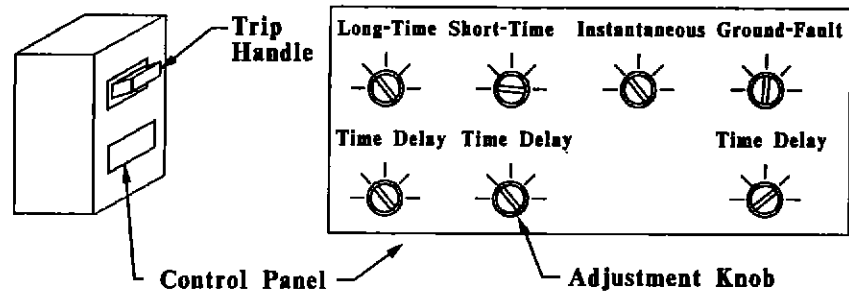 Trip
Handle
Long-Time Short-Time Instantaneous Ground-Fault
Time Delay Time Delay Time Delay
Control Panel
Adjustment Knob